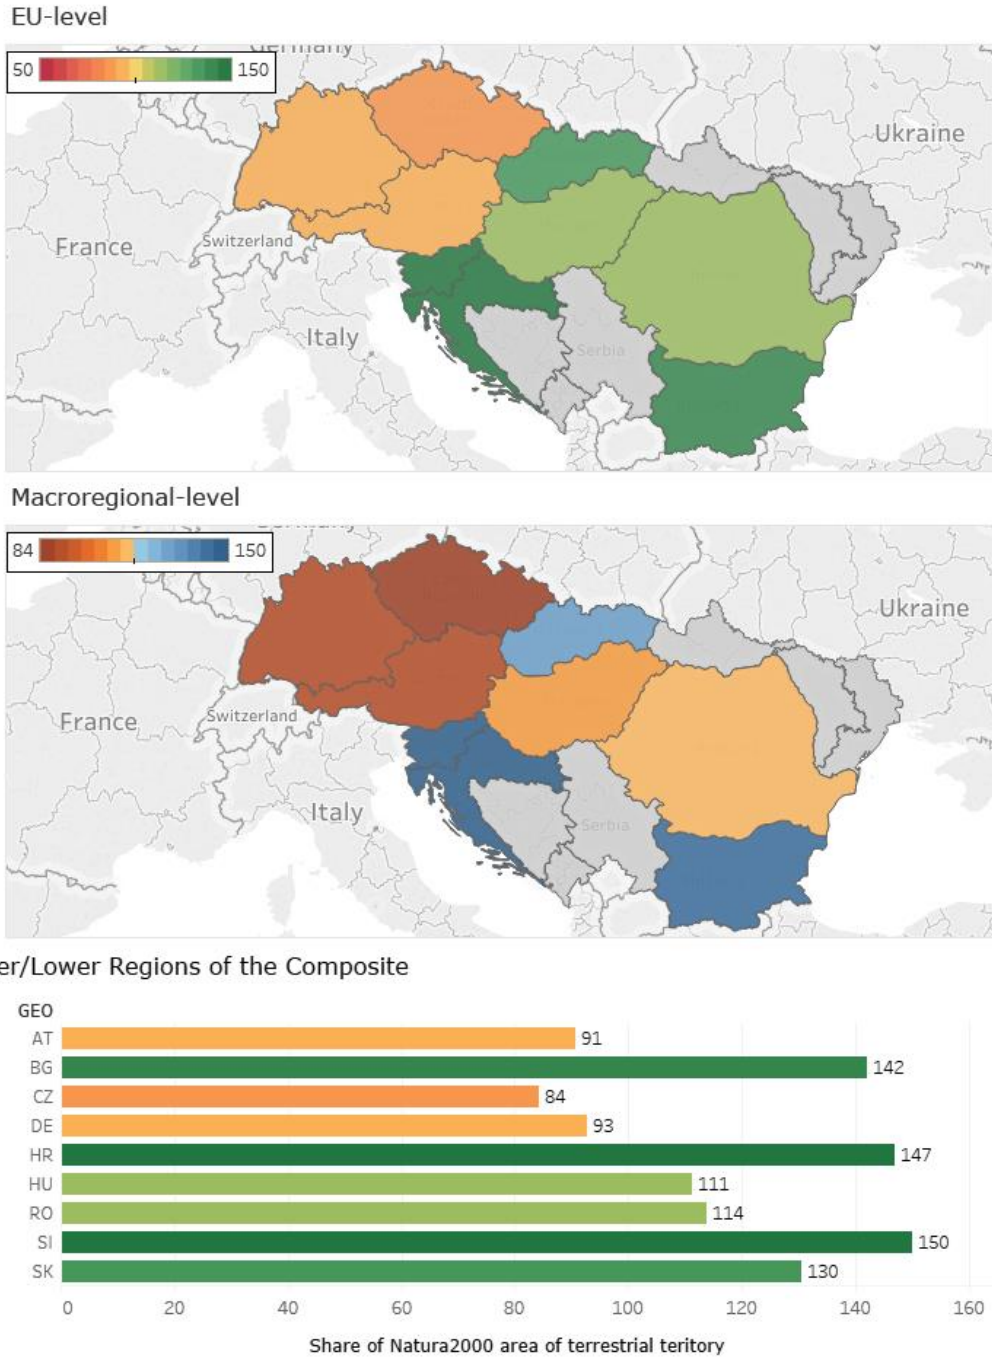 EU-level
Germany
50
150
Ukraine
France
Switzerland
Italy
Serbia
Macroregional-level
84
150
Ukraine
France
Switzerland
Italy
Serbia
er/Lower Regions of the Composite
GEO
AT 91
BG 142
CZ 84
DE 93
HR 147
HU 111
RO 114
SI 150
SK 130
0 20 40 60 80 100 120 140 160
Share of Natura2000 area of terrestrial teritory